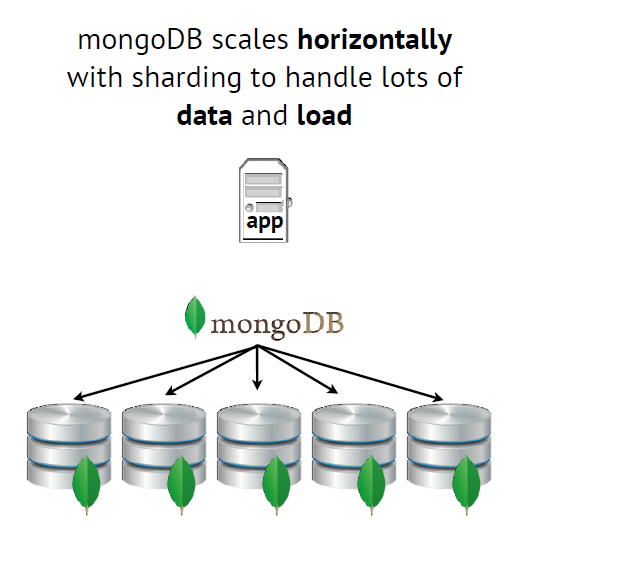 mongoDB scales horizontally
with sharding to handle lots of
data and load
app
mongoDB